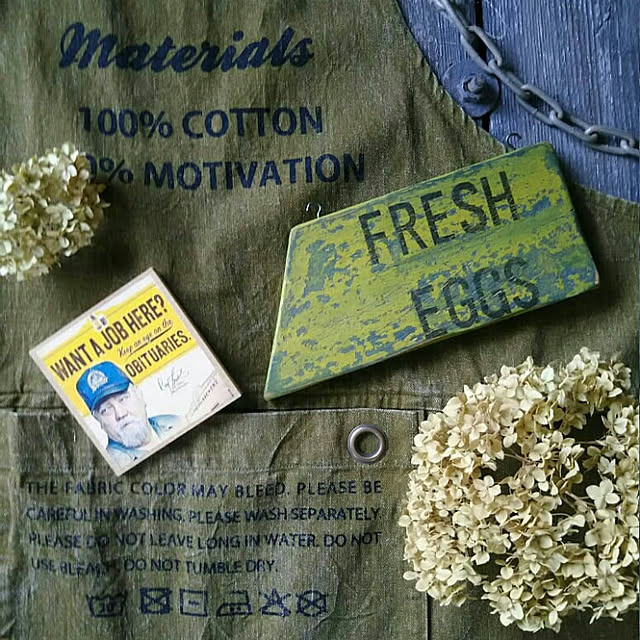 Materials
100% COTTON
0% MOTIVATION
FRESH
EGGS
WANT A JOB HERE?
Keep an eye on the
OBITUARIES.
THE FABRIC COLOR MAY BLEED. PLEASE BE
CAREFUL IN WASHING. PLEASE WASH SEPARATELY
PLEASE DO NOT LEAVE LONG IN WATER. DO NOT
USE BLEACH. DO NOT TUMBLE DRY.